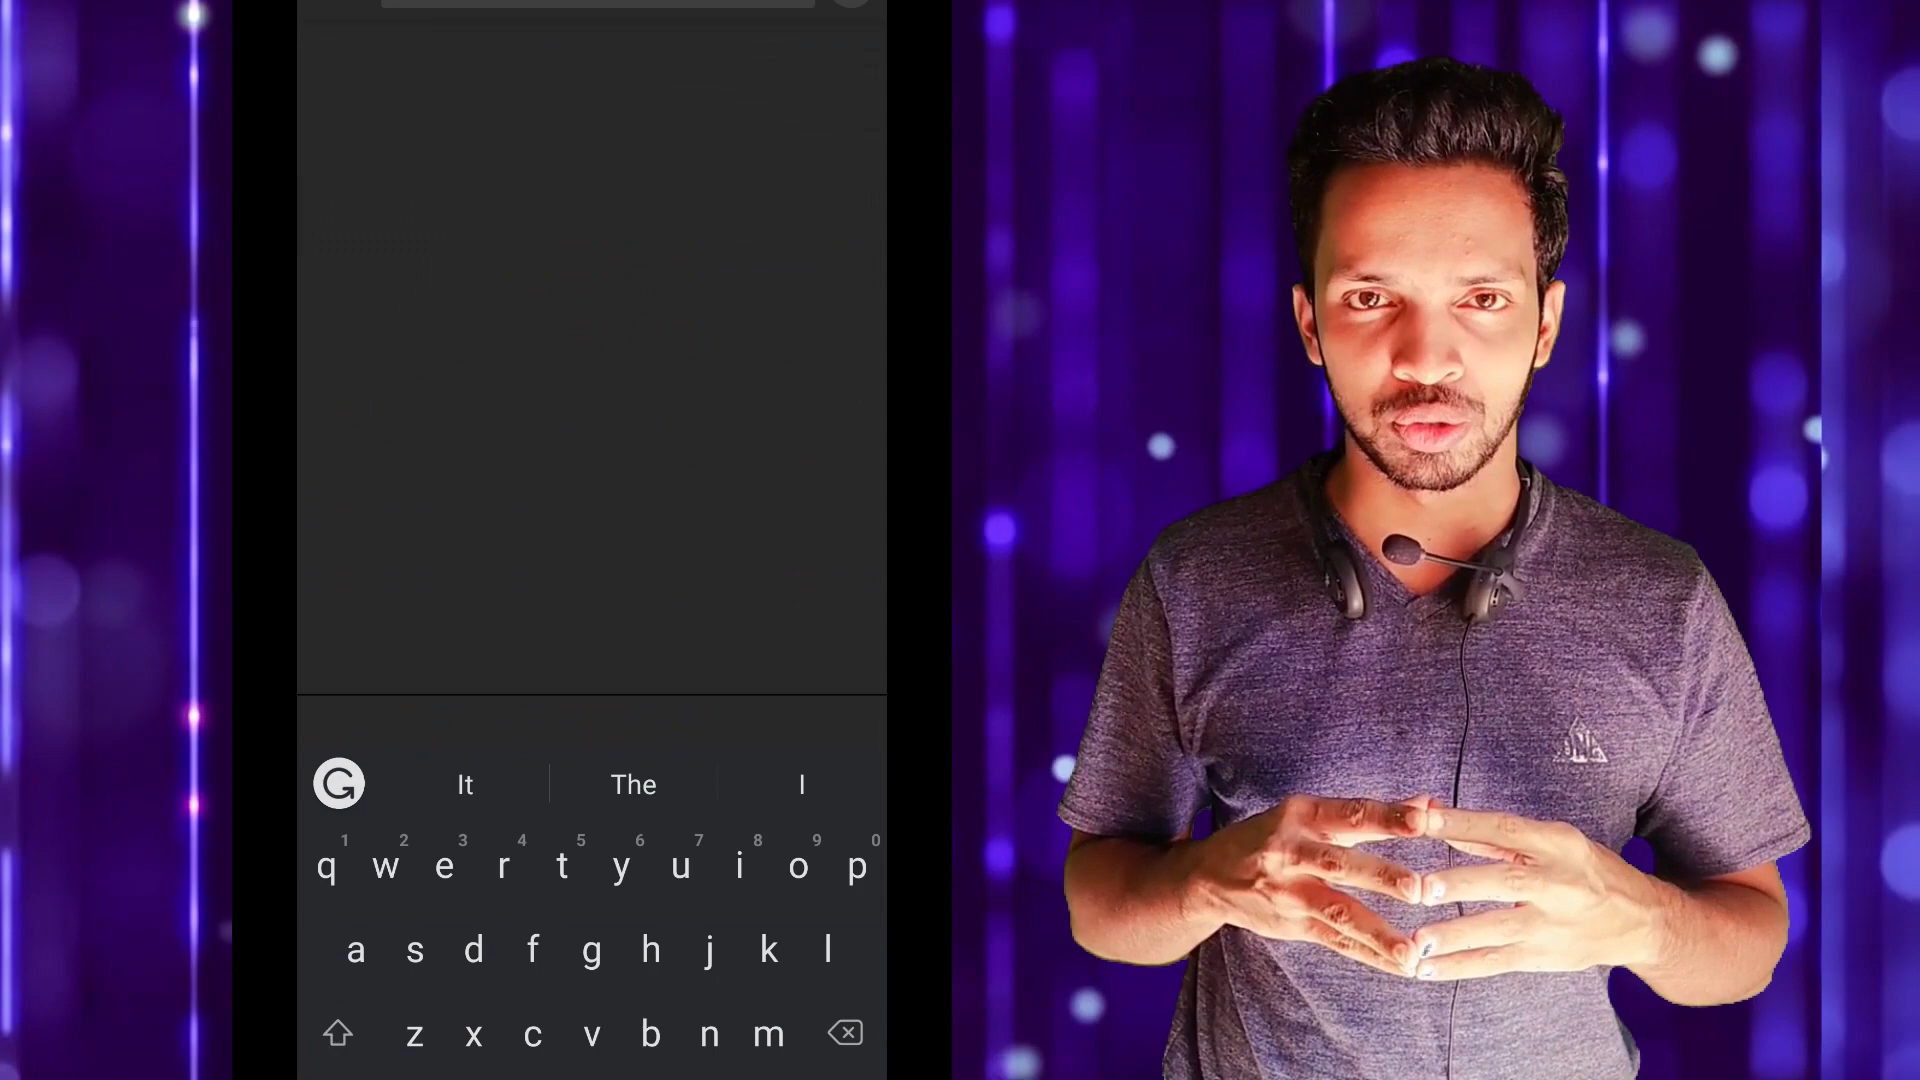 It The I
1 2 3 4 5 6 7 8 9 0
q w e r t y u i o p
a s d f g h j k l
z x c v b n m